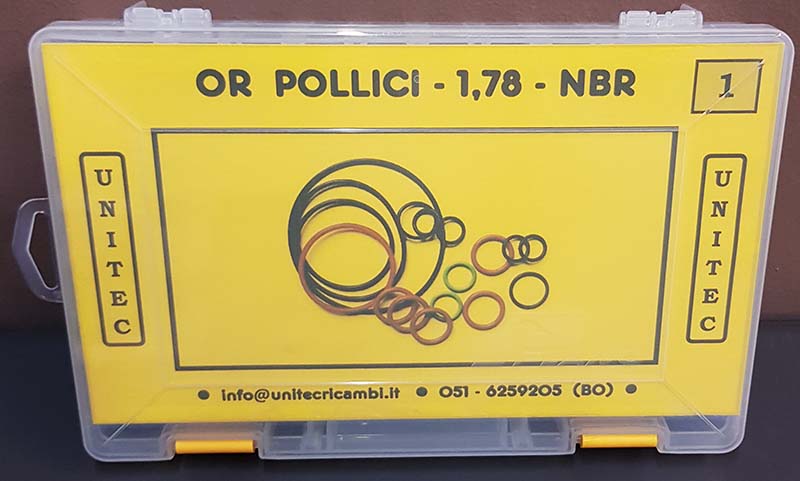 OR POLLICI - 1,78 - NBR
1
UNITEC
UNITEC
● info@unitecricambi.it ● 051 - 6259205 (BO) ●